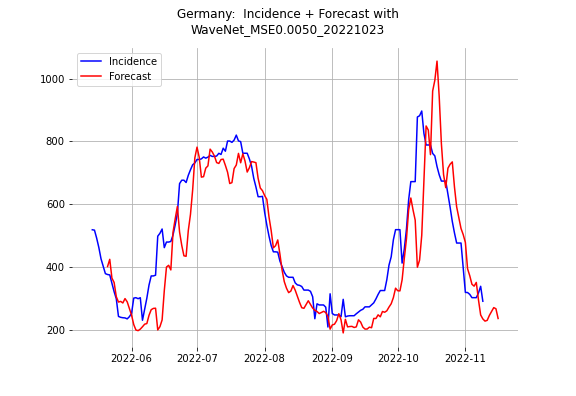 Germany:  Incidence + Forecast with
WaveNet_MSE0.0050_20221023
Incidence
Forecast
1000
800
600
400
200
2022-06
2022-07
2022-08
2022-09
2022-10
2022-11